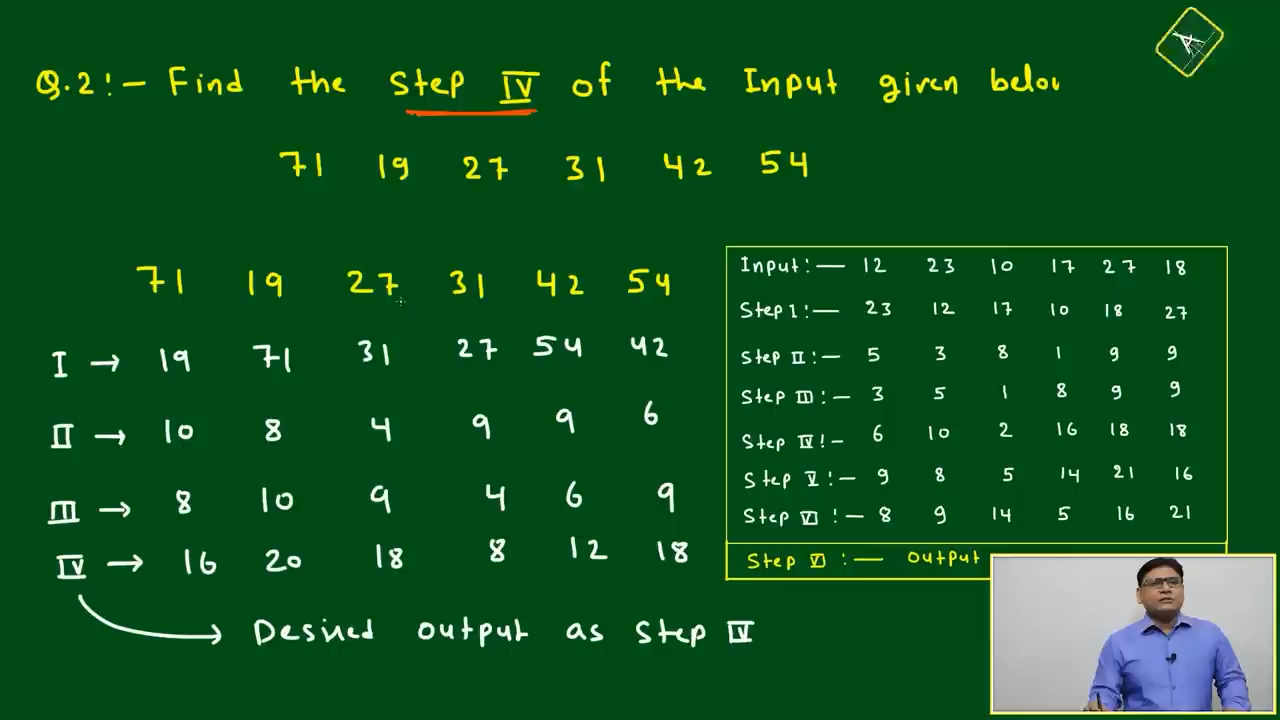 Q.2!- Find the Step IV of the Input given below
71 19 27 31 42 54
71 19 27 31 42 54
I → 19 71 31 27 54 42
II → 10 8 4 9 9 6
III → 8 10 9 4 6 9
IV → 16 20 18 8 12 18
Desired output as Step IV
Input:- 12 23 10 17 27 18
Step I:- 23 12 17 10 18 27
Step II:- 5 3 8 1 9 9
Step III:- 3 5 1 8 9 9
Step IV!- 6 10 2 16 18 18
Step V:- 9 8 5 14 21 16
Step VI:- 8 9 14 5 16 21
Step VI:- output